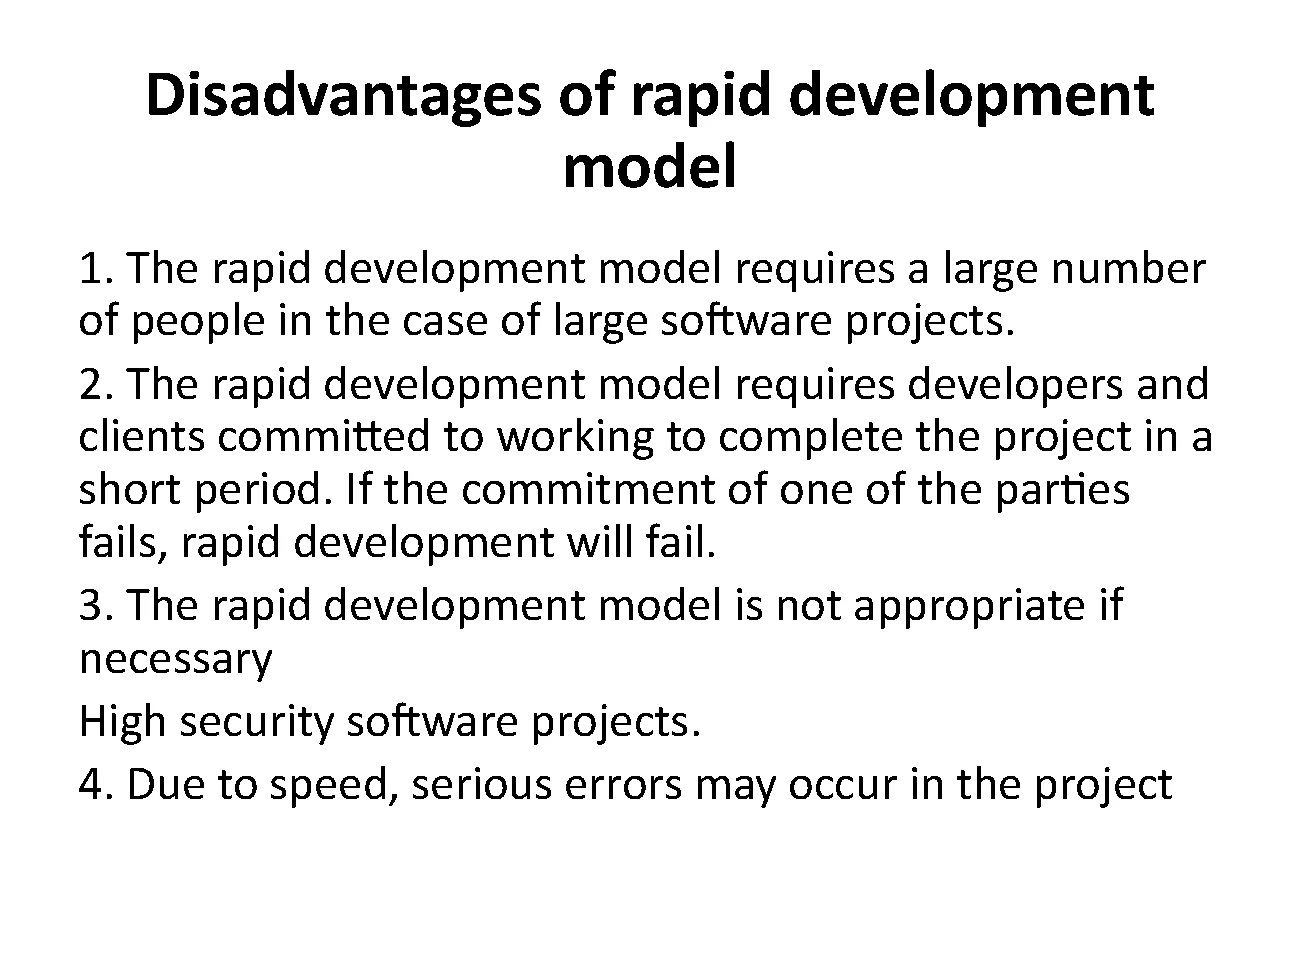 Disadvantages of rapid development
model
1. The rapid development model requires a large number
of people in the case of large software projects.
2. The rapid development model requires developers and
clients committed to working to complete the project in a
short period. If the commitment of one of the parties
fails, rapid development will fail.
3. The rapid development model is not appropriate if
necessary
High security software projects.
4. Due to speed, serious errors may occur in the project